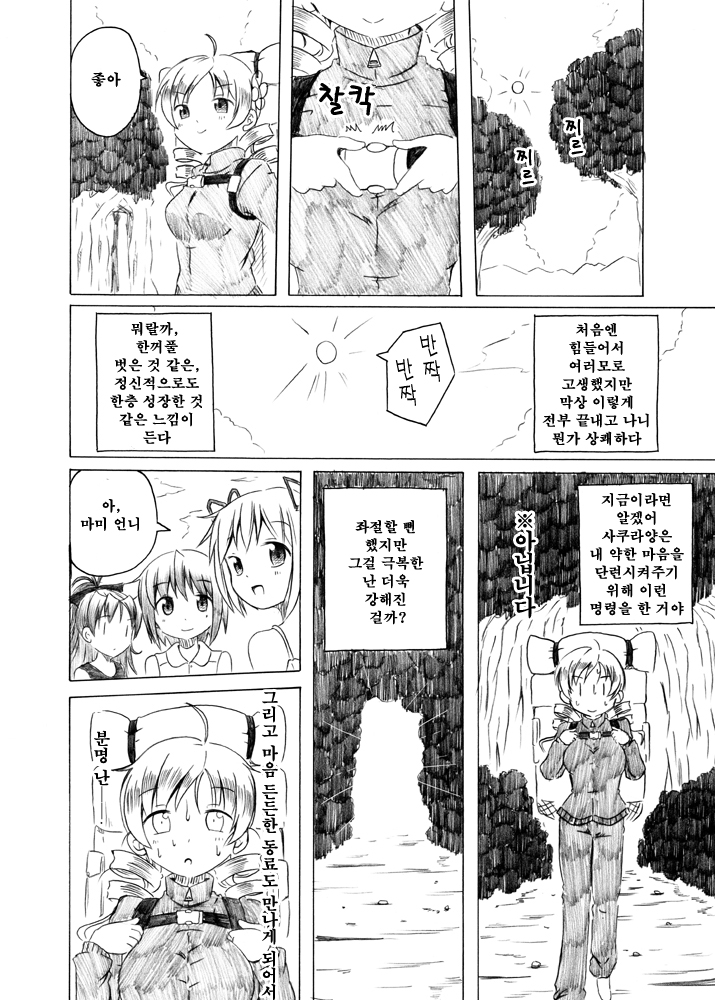 찌르
찌르
찰칵
좋아
처음엔
힘들어서
여러모로
고생했지만
막상 이렇게
전부 끝내고 나니
뭔가 상쾌하다
반짝
반짝
뭐랄까,
한꺼풀
벗은 것 같은,
정신적으로도
한층 성장한 것
같은 느낌이
든다
지금이라면
알겠어
사쿠라양은
내 약한 마음을
단련시켜주기
위해 이런
명령을 한 거야
※아닙니다
좌절할 뻔
했지만
그걸 극복한
난 더욱
강해진
걸까?
아,
마미 언니
그리고 마음 든든한 동료도 만나게 되어서
분명 난